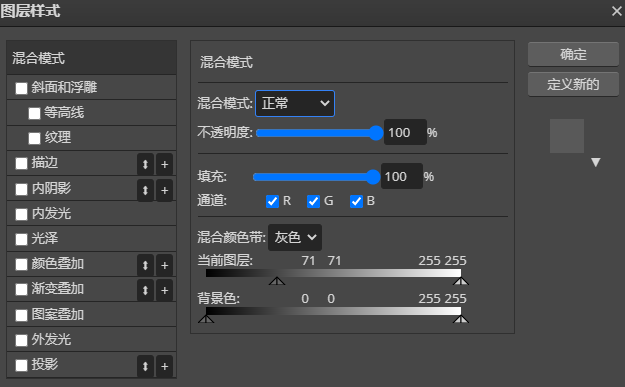 图层样式
混合模式
斜面和浮雕
等高线
纹理
描边
内阴影
内发光
光泽
颜色叠加
渐变叠加
图案叠加
外发光
投影
混合模式
混合模式: 正常
不透明度: 100 %
填充: 100 %
通道: R G B
混合颜色带: 灰色
当前图层: 71 71 255 255
背景色: 0 0 255 255
确定
定义新的